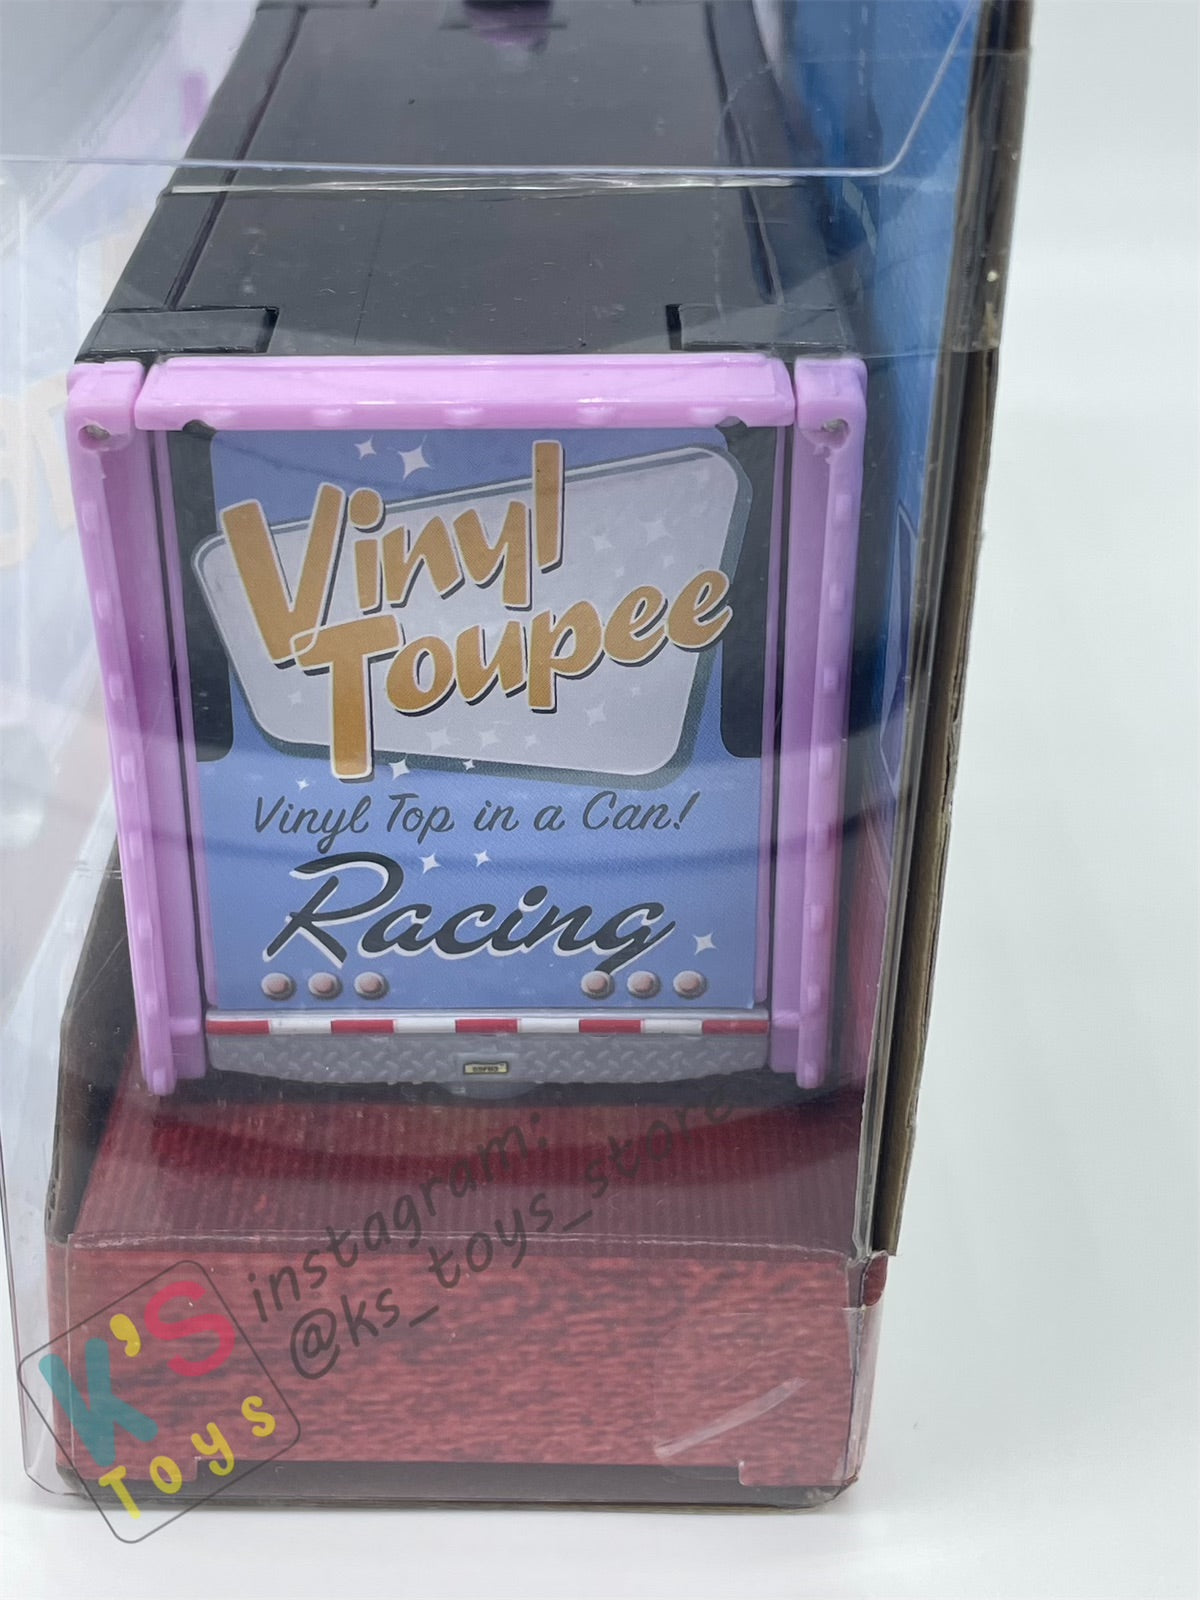 Vinyl
Toupee
Vinyl Top in a Can!
Racing
instagram:
@ks_toys_store
K'S
Toys